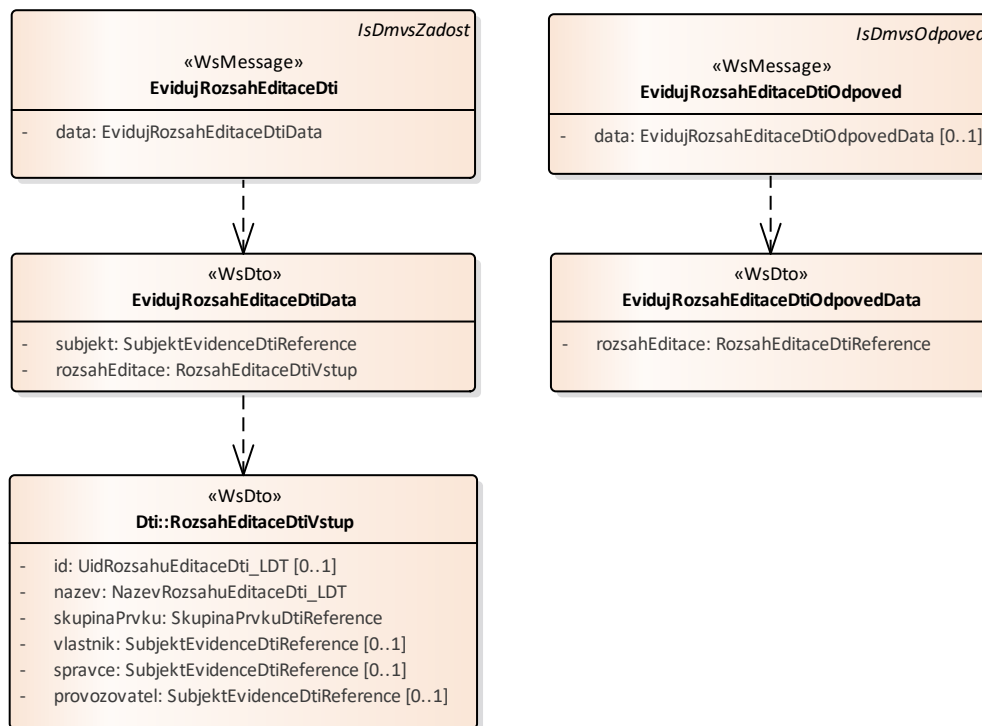 IsDmvsZadost
«WsMessage»
EvidujRozsahEditaceDti
- data: EvidujRozsahEditaceDtiData
IsDmvsOdpoved
«WsMessage»
EvidujRozsahEditaceDtiOdpoved
- data: EvidujRozsahEditaceDtiOdpovedData [0..1]
«WsDto»
EvidujRozsahEditaceDtiData
- subjekt: SubjektEvidenceDtiReference
- rozsahEditace: RozsahEditaceDtiVstup
«WsDto»
EvidujRozsahEditaceDtiOdpovedData
- rozsahEditace: RozsahEditaceDtiReference
«WsDto»
Dti::RozsahEditaceDtiVstup
- id: UidRozsahuEditaceDti_LDT [0..1]
- nazev: NazevRozsahuEditaceDti_LDT
- skupinaPrvku: SkupinaPrvkuDtiReference
- vlastnik: SubjektEvidenceDtiReference [0..1]
- spravce: SubjektEvidenceDtiReference [0..1]
- provozovatel: SubjektEvidenceDtiReference [0..1]